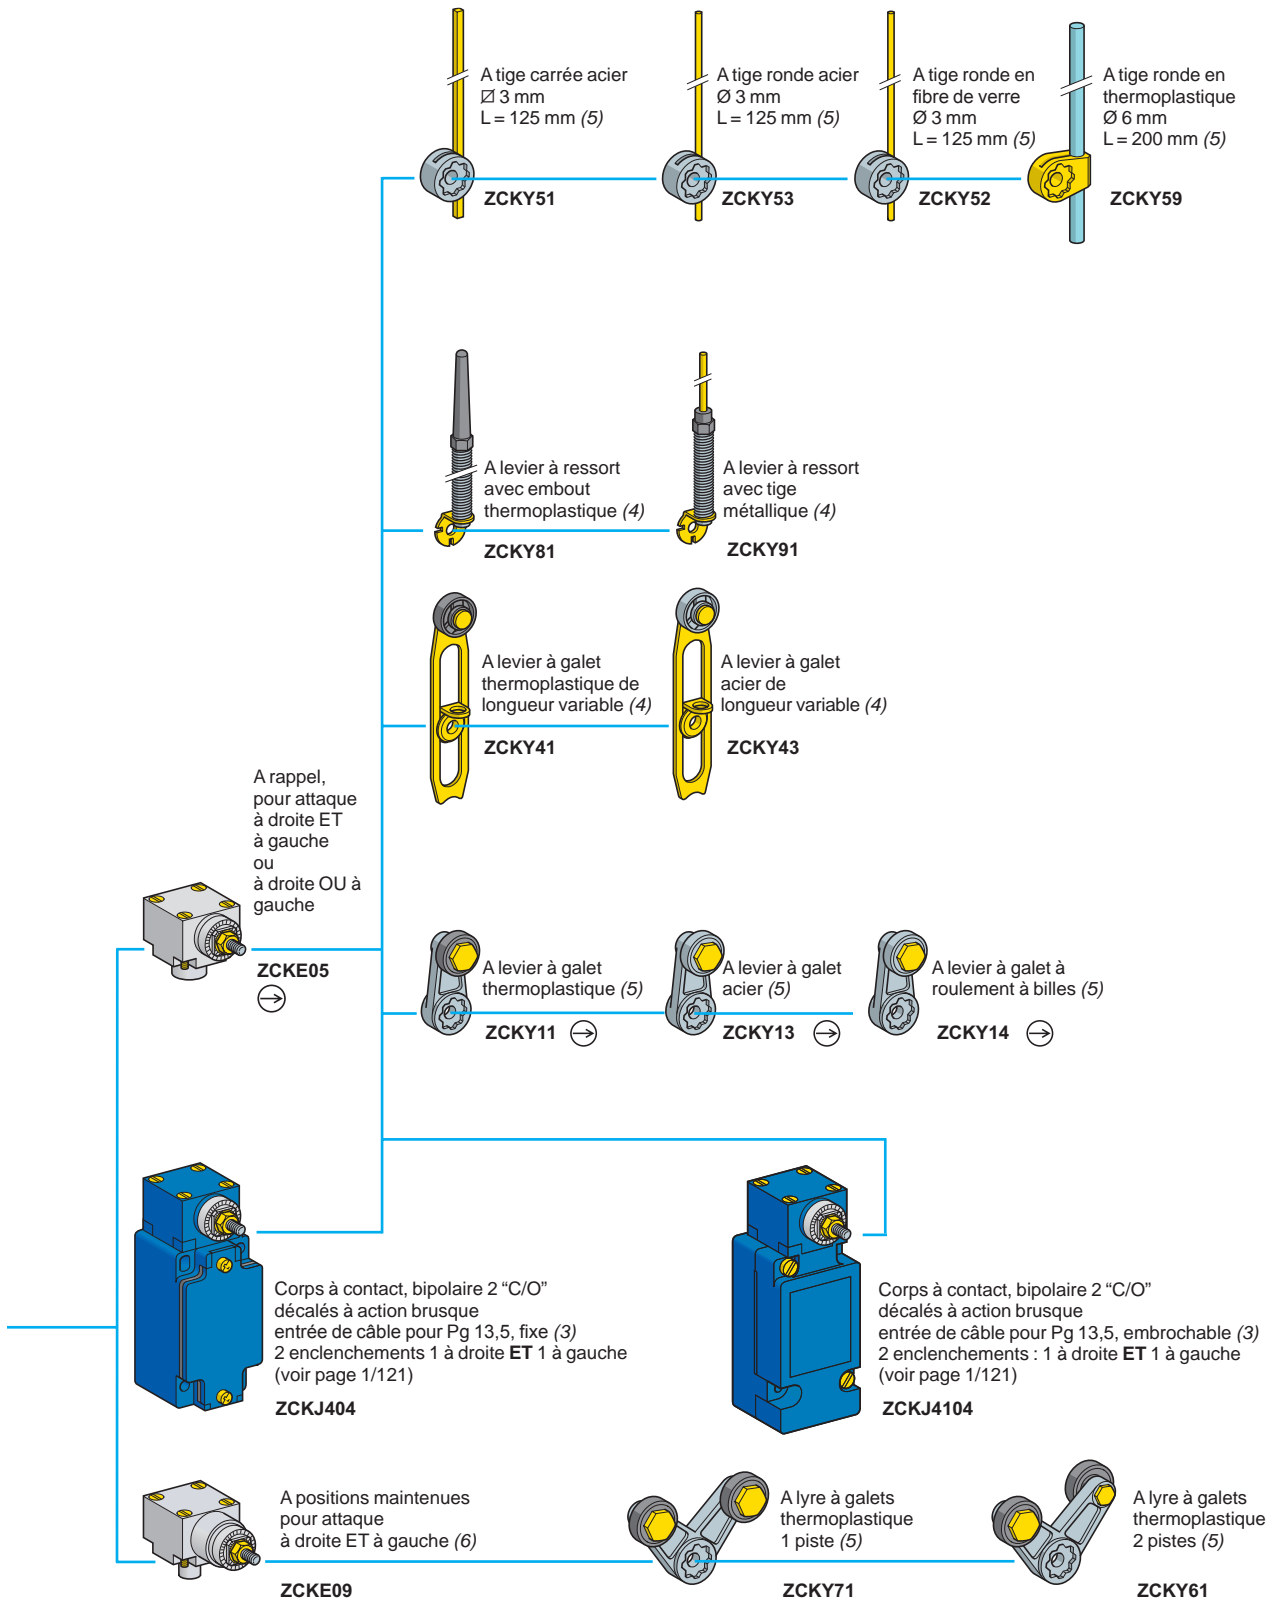 A tige carrée acier
⌀ 3 mm
L = 125 mm (5)
ZCKY51
A tige ronde acier
Ø 3 mm
L = 125 mm (5)
ZCKY53
A tige ronde en
fibre de verre
Ø 3 mm
L = 125 mm (5)
ZCKY52
A tige ronde en
thermoplastique
Ø 6 mm
L = 200 mm (5)
ZCKY59
A levier à ressort
avec embout
thermoplastique (4)
ZCKY81
A levier à ressort
avec tige
métallique (4)
ZCKY91
A levier à galet
thermoplastique de
longueur variable (4)
ZCKY41
A levier à galet
acier de
longueur variable (4)
ZCKY43
A rappel,
pour attaque
à droite ET
à gauche
ou
à droite OU à
gauche
ZCKE05
A levier à galet
thermoplastique (5)
ZCKY11
A levier à galet
acier (5)
ZCKY13
A levier à galet à
roulement à billes (5)
ZCKY14
Corps à contact, bipolaire 2 “C/O”
décalés à action brusque
entrée de câble pour Pg 13,5, fixe (3)
2 enclenchements 1 à droite ET 1 à gauche
(voir page 1/121)
ZCKJ404
Corps à contact, bipolaire 2 “C/O”
décalés à action brusque
entrée de câble pour Pg 13,5, embrochable (3)
2 enclenchements : 1 à droite ET 1 à gauche
(voir page 1/121)
ZCKJ4104
A positions maintenues
pour attaque
à droite ET à gauche (6)
ZCKE09
A lyre à galets
thermoplastique
1 piste (5)
ZCKY71
A lyre à galets
thermoplastique
2 pistes (5)
ZCKY61